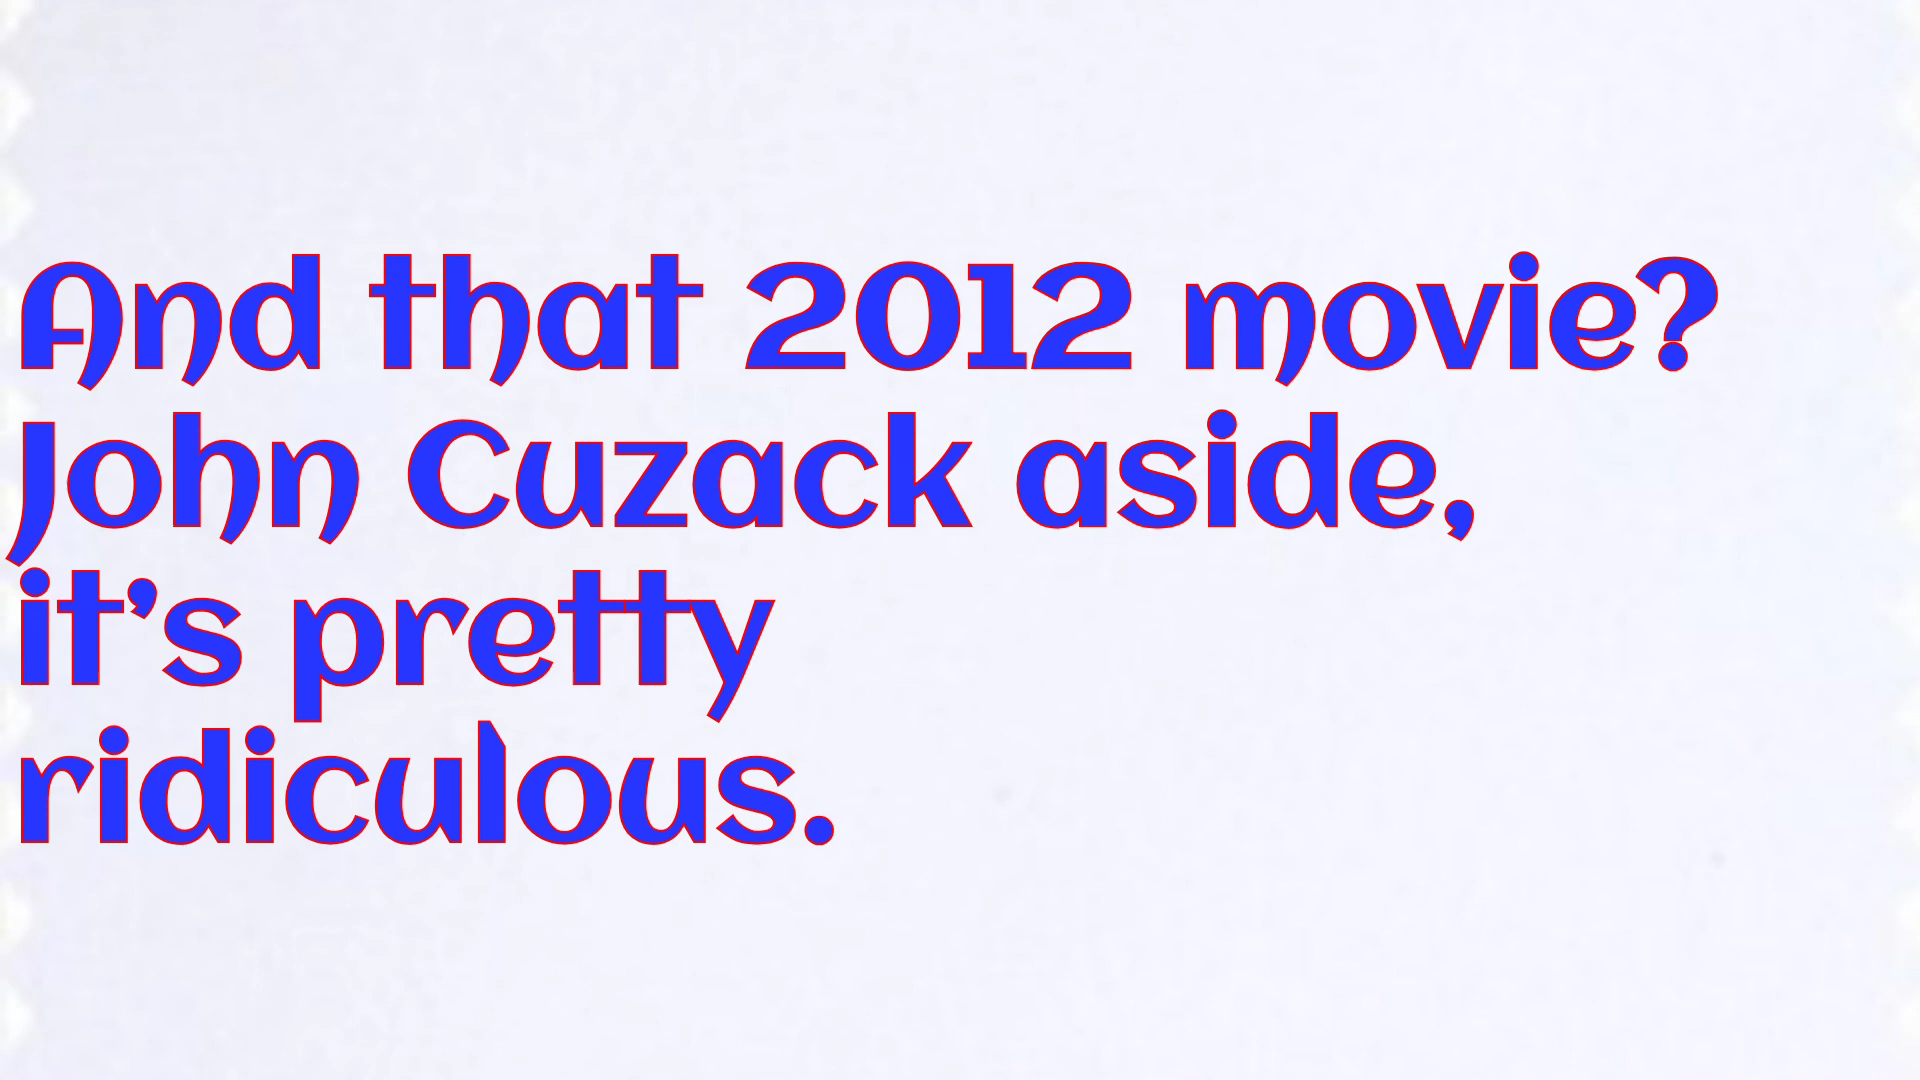 And that 2012 movie?
John Cuzack aside,
it’s pretty
ridiculous.